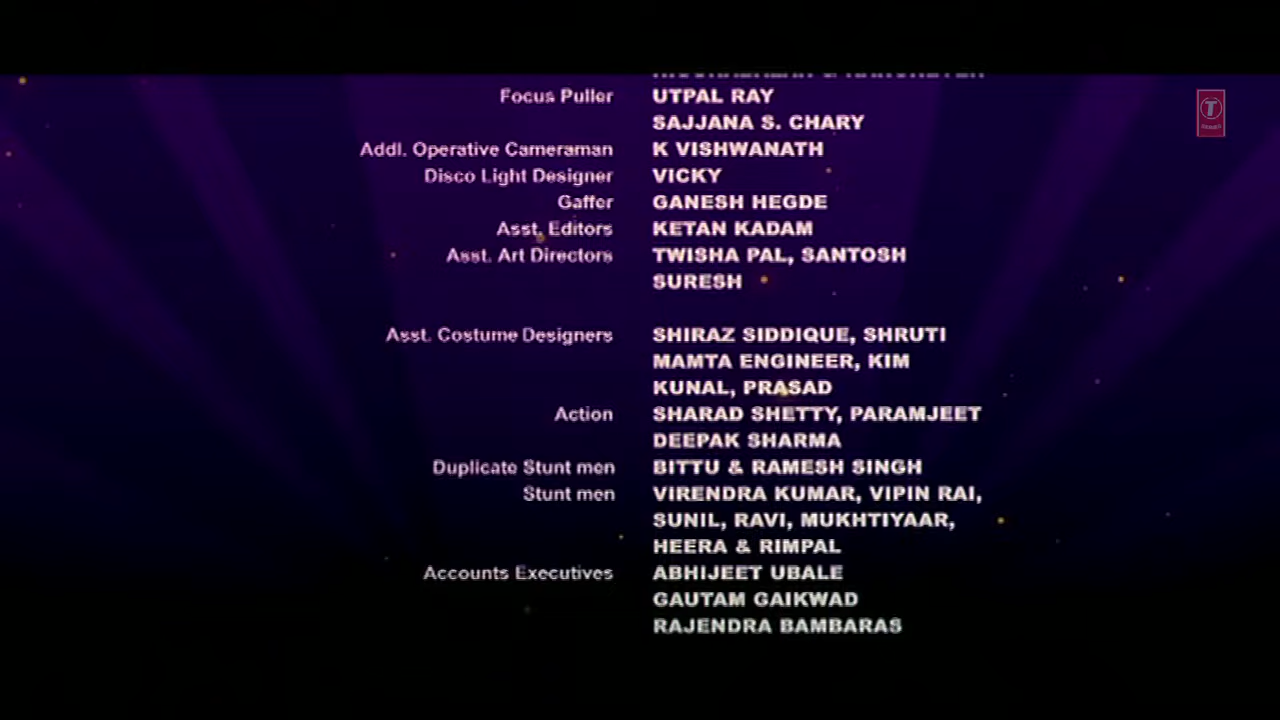 Focus Puller UTPAL RAY
SAJJANA S. CHARY
Addl. Operative Cameraman K VISHWANATH
Disco Light Designer VICKY
Gaffer GANESH HEGDE
Asst. Editors KETAN KADAM
Asst. Art Directors TWISHA PAL, SANTOSH
SURESH
Asst. Costume Designers SHIRAZ SIDDIQUE, SHRUTI
MAMTA ENGINEER, KIM
KUNAL, PRASAD
Action SHARAD SHETTY, PARAMJEET
DEEPAK SHARMA
Duplicate Stunt men BITTU & RAMESH SINGH
Stunt men VIRENDRA KUMAR, VIPIN RAI,
SUNIL, RAVI, MUKHTIYAAR,
HEERA & RIMPAL
Accounts Executives ABHIJEET UBALE
GAUTAM GAIKWAD
RAJENDRA BAMBARAS
T